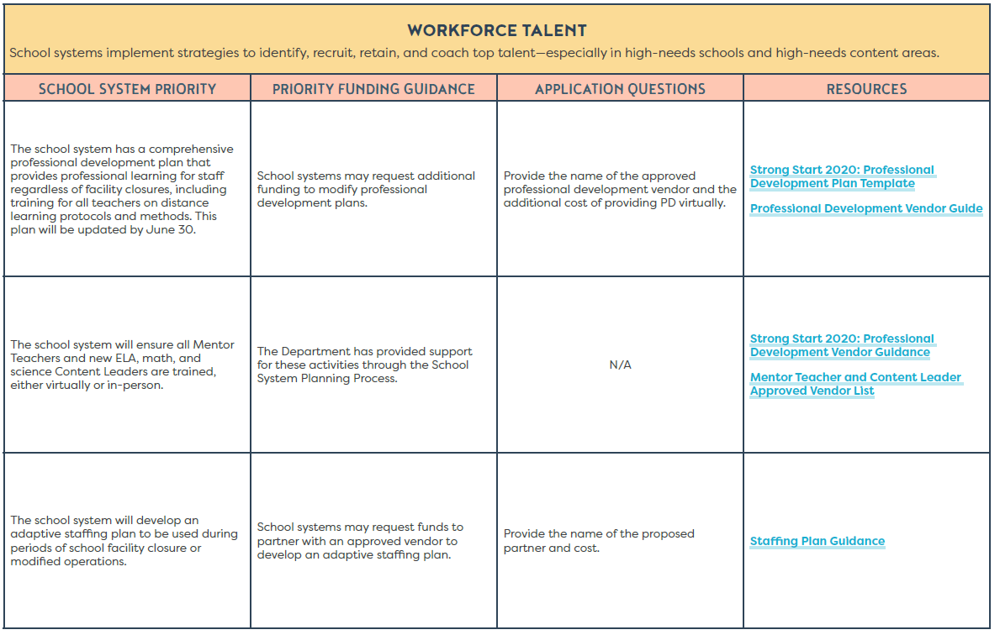 WORKFORCE TALENT
School systems implement strategies to identify, recruit, retain, and coach top talent—especially in high-needs schools and high-needs content areas.
SCHOOL SYSTEM PRIORITY
PRIORITY FUNDING GUIDANCE
APPLICATION QUESTIONS
RESOURCES
The school system has a comprehensive
professional development plan that
provides professional learning for staff
regardless of facility closures, including
training for all teachers on distance
learning protocols and methods. This
plan will be updated by June 30.
School systems may request additional
funding to modify professional
development plans.
Provide the name of the approved
professional development vendor and the
additional cost of providing PD virtually.
Strong Start 2020: Professional
Development Plan Template
Professional Development Vendor Guide
The school system will ensure all Mentor
Teachers and new ELA, math, and
science Content Leaders are trained,
either virtually or in-person.
The Department has provided support
for these activities through the School
System Planning Process.
N/A
Strong Start 2020: Professional
Development Vendor Guidance
Mentor Teacher and Content Leader
Approved Vendor List
The school system will develop an
adaptive staffing plan to be used during
periods of school facility closure or
modified operations.
School systems may request funds to
partner with an approved vendor to
develop an adaptive staffing plan.
Provide the name of the proposed
partner and cost.
Staffing Plan Guidance